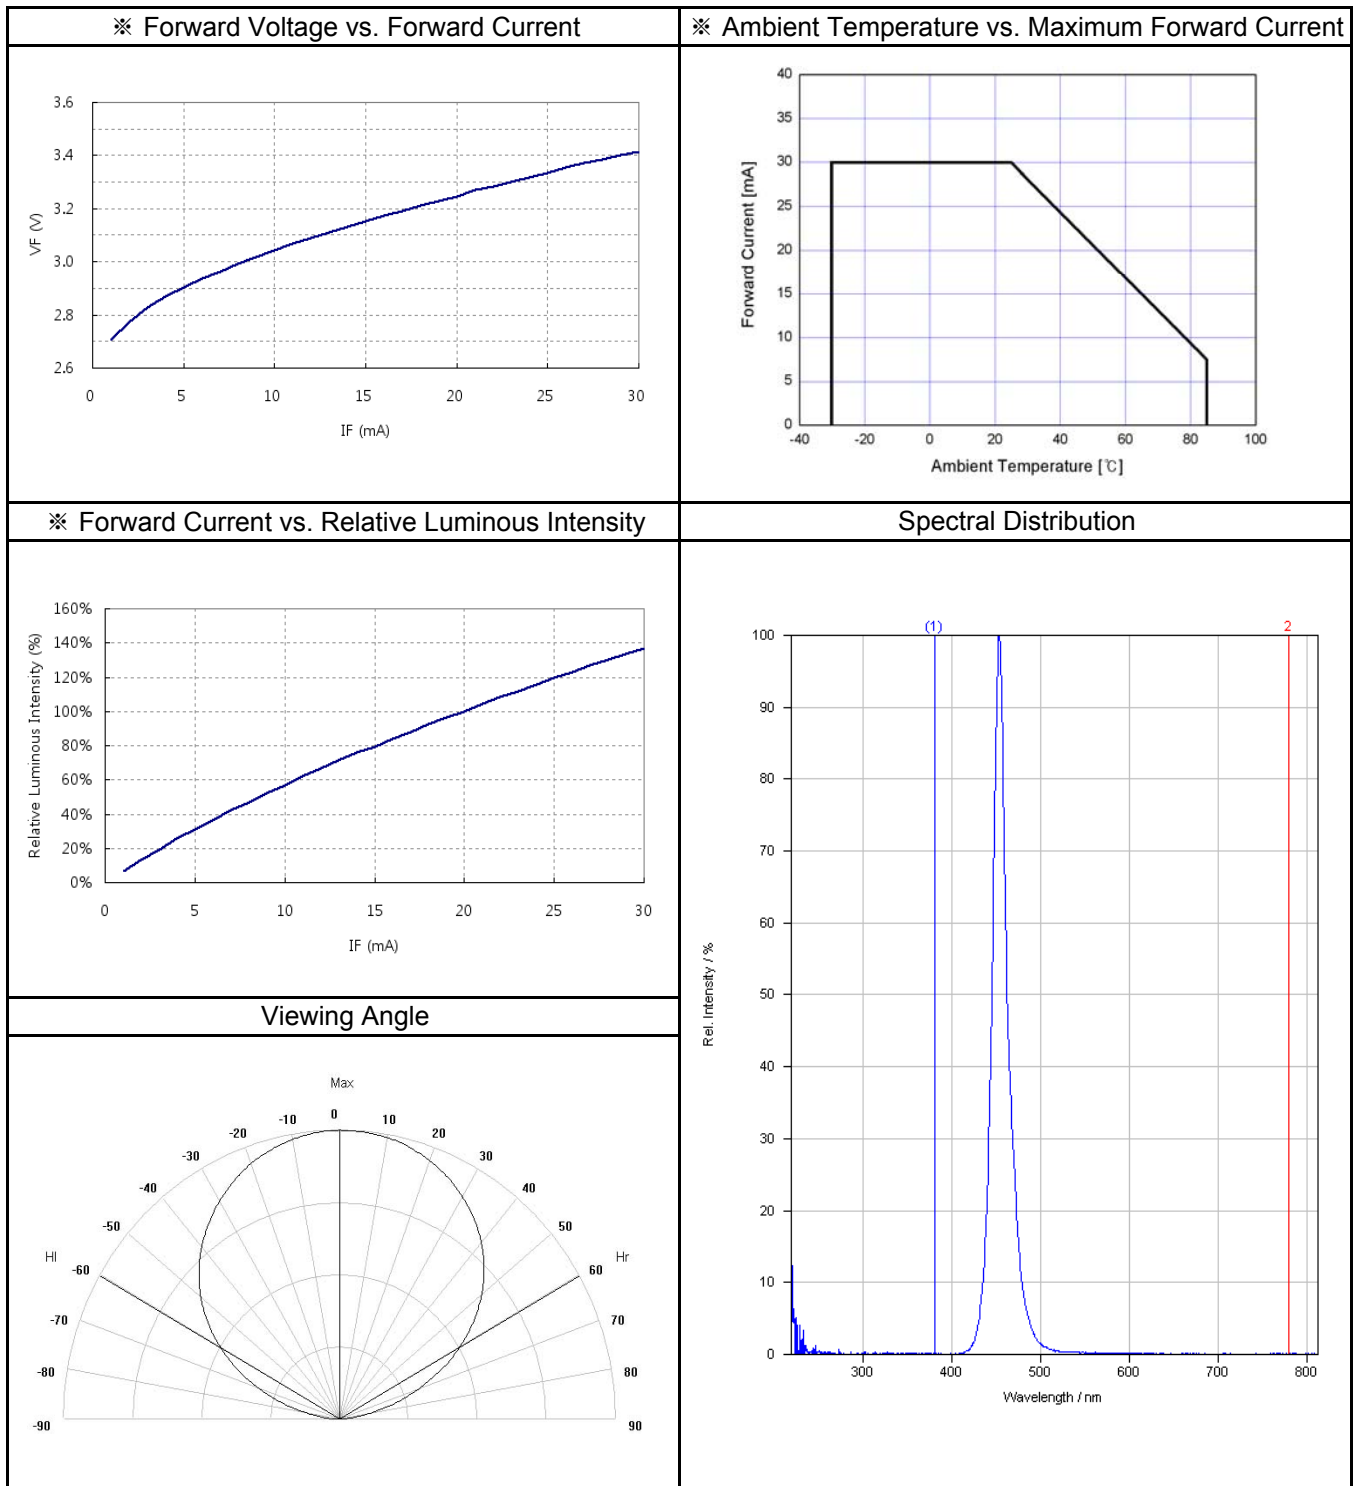 ※ Forward Voltage vs. Forward Current
3.6
3.4
3.2
3.0
2.8
2.6
VF (V)
0 5 10 15 20 25 30
IF (mA)
※ Ambient Temperature vs. Maximum Forward Current
40
35
30
25
20
15
10
5
0
Forward Current [mA]
-40 -20 0 20 40 60 80 100
Ambient Temperature [℃]
※ Forward Current vs. Relative Luminous Intensity
160%
140%
120%
100%
80%
60%
40%
20%
0%
Relative Luminous Intensity (%)
0 5 10 15 20 25 30
IF (mA)
Spectral Distribution
(1) 2
100
90
80
70
60
50
40
30
20
10
0
Rel. Intensity / %
300 400 500 600 700 800
Wavelength / nm
Viewing Angle
Max
-10 0 10
-20 20
-30 30
-40 40
-50 50
Hl Hr
-60 60
-70 70
-80 80
-90 90